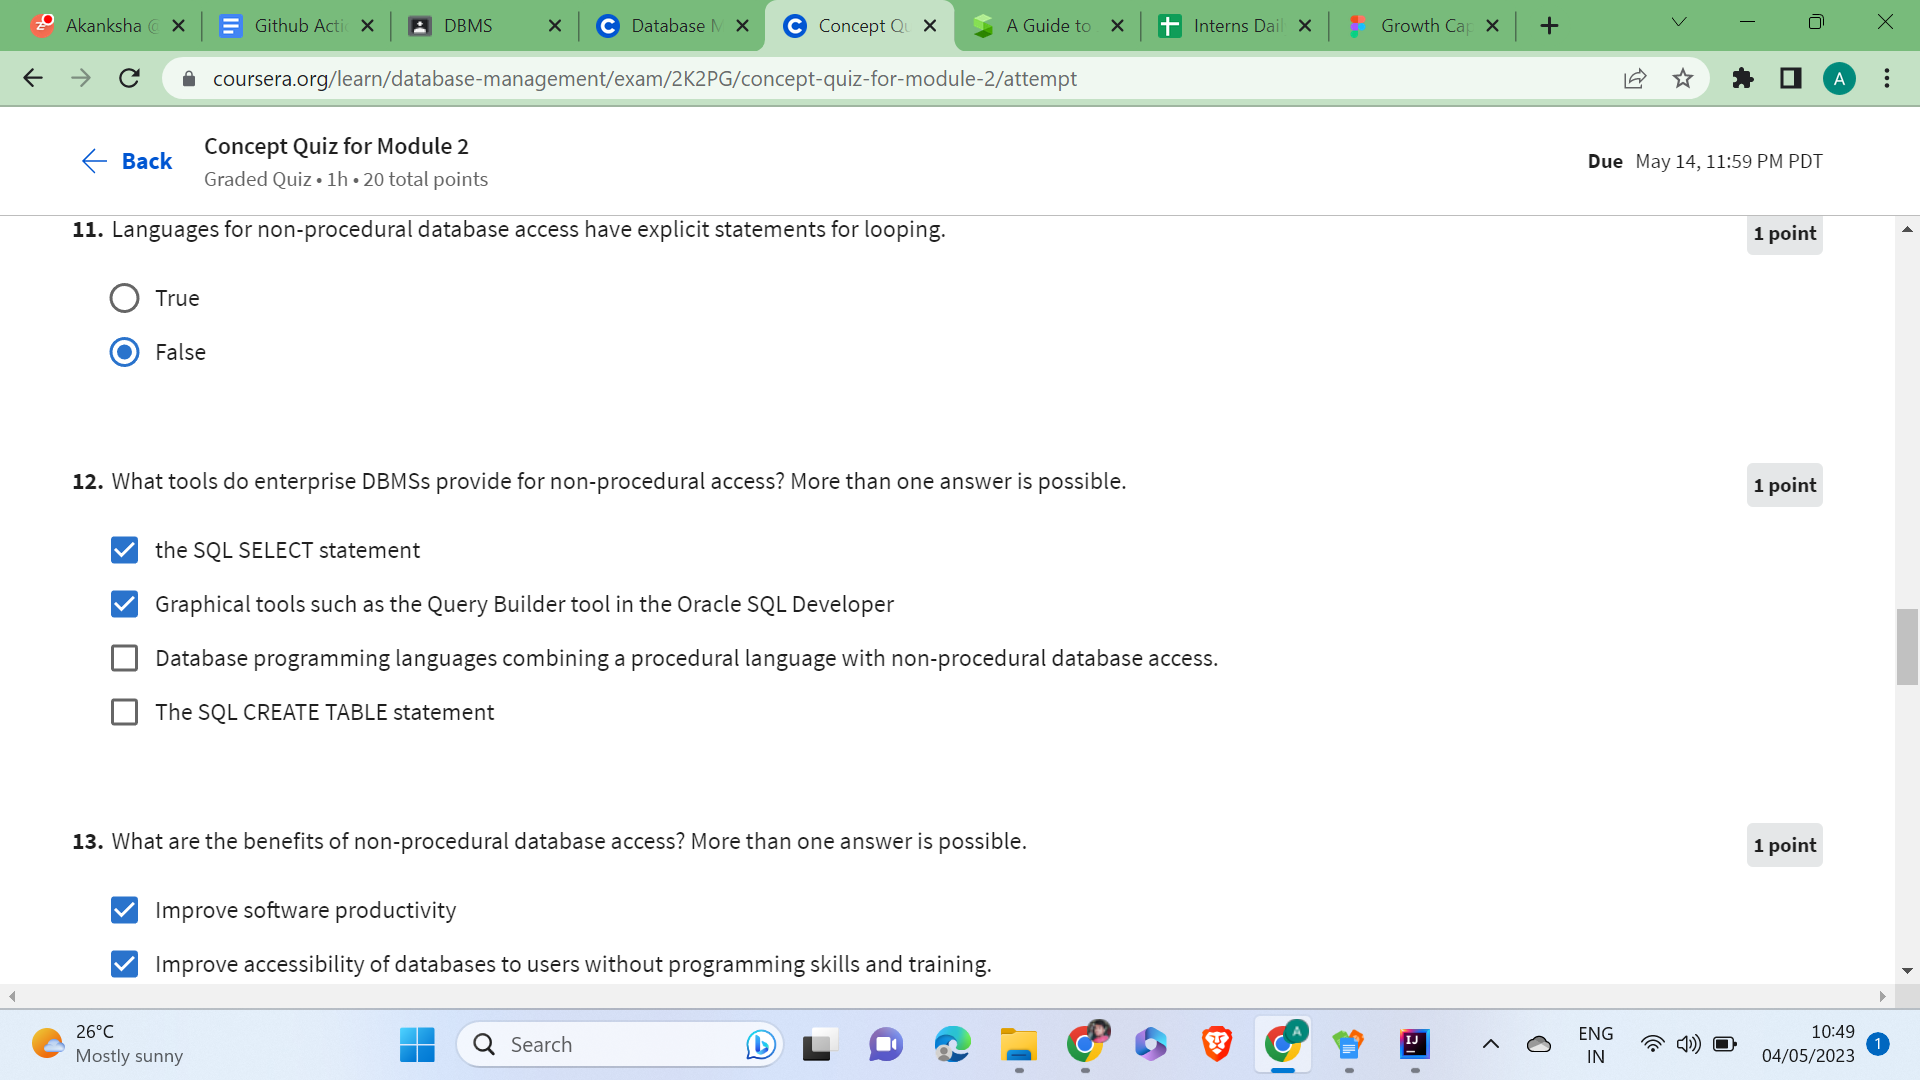 Akanksha @
Github Acti
DBMS
Database M
Concept Qu
A Guide to
Interns Dail
Growth Cap
coursera.org/learn/database-management/exam/2K2PG/concept-quiz-for-module-2/attempt
A
Back
Concept Quiz for Module 2
Graded Quiz • 1h • 20 total points
Due May 14, 11:59 PM PDT
11. Languages for non-procedural database access have explicit statements for looping.
1 point
True
False
12. What tools do enterprise DBMSs provide for non-procedural access? More than one answer is possible.
1 point
the SQL SELECT statement
Graphical tools such as the Query Builder tool in the Oracle SQL Developer
Database programming languages combining a procedural language with non-procedural database access.
The SQL CREATE TABLE statement
13. What are the benefits of non-procedural database access? More than one answer is possible.
1 point
Improve software productivity
Improve accessibility of databases to users without programming skills and training.
26°C
Mostly sunny
Search
A
IJ
ENG
IN
10:49
04/05/2023
1